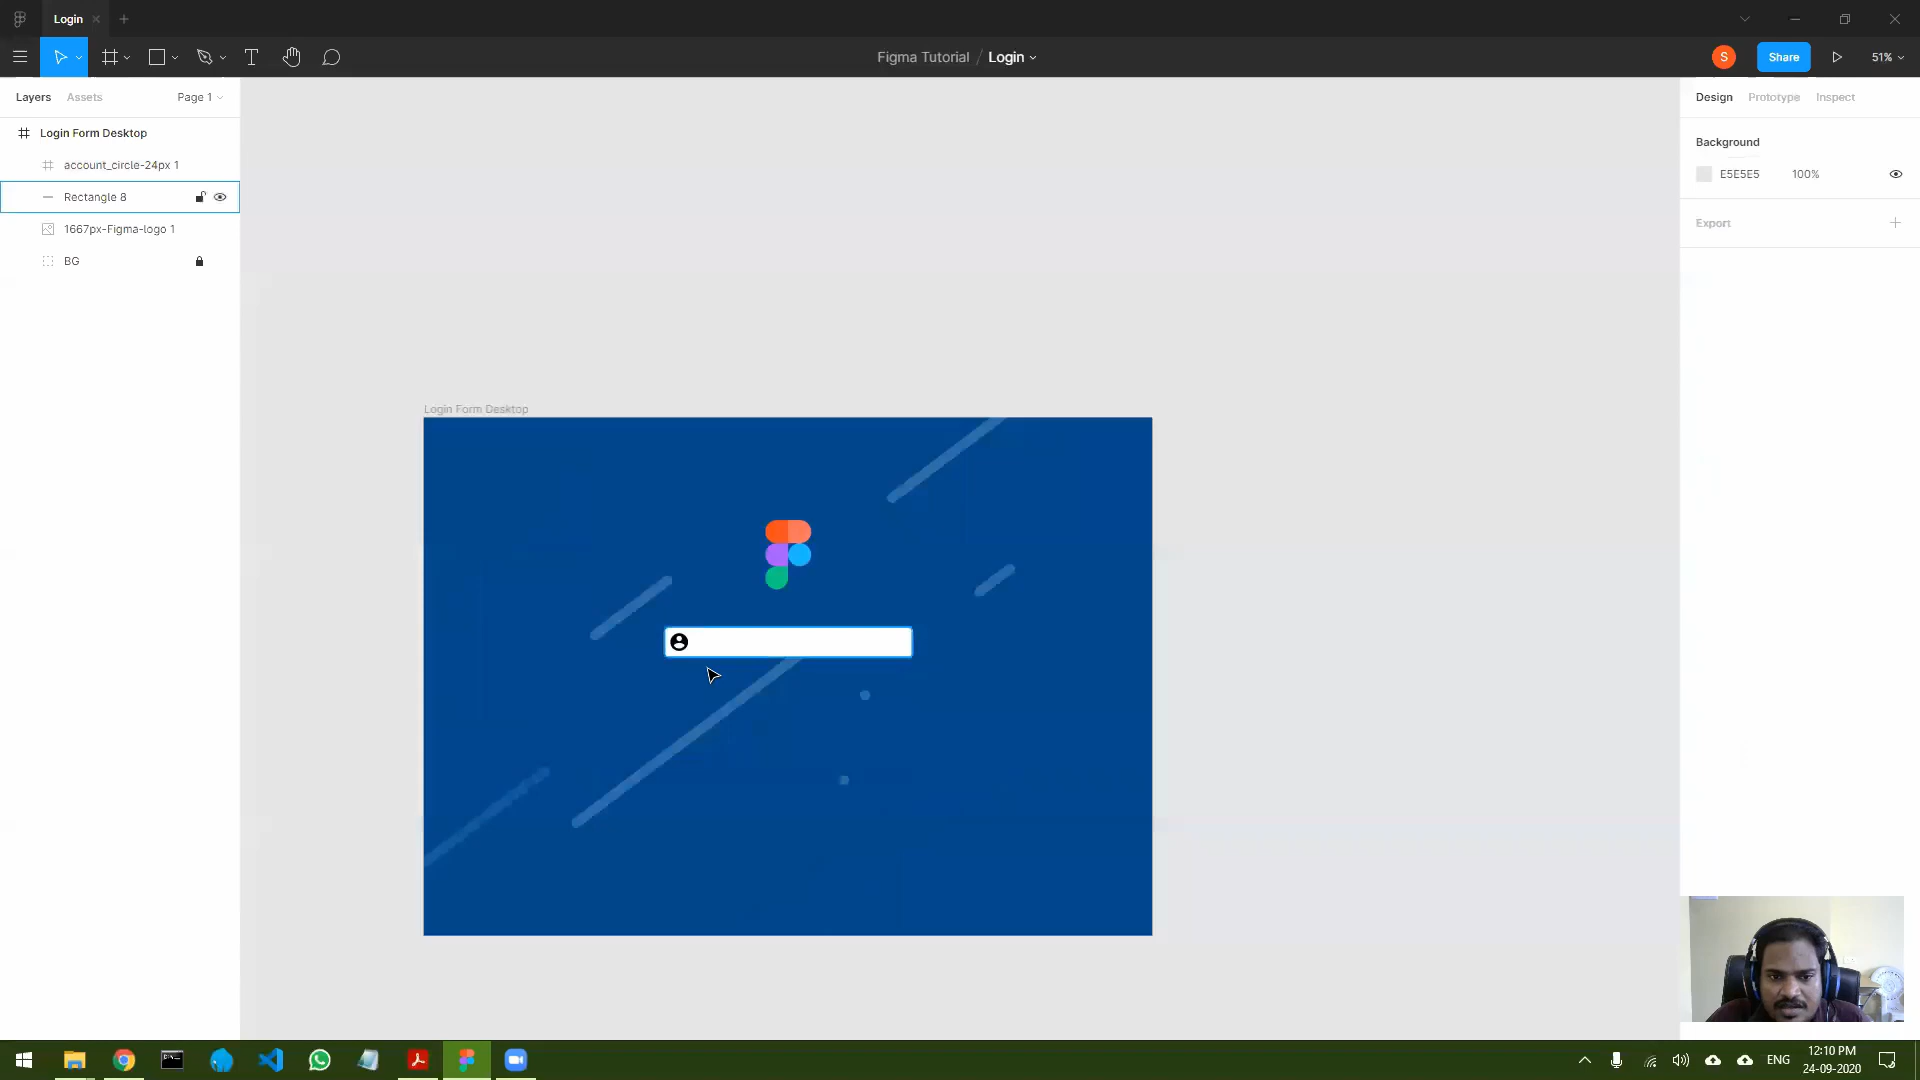 Login
Figma Tutorial / Login
S
Share
51%
Layers
Assets
Page 1
Design
Prototype
Inspect
Login Form Desktop
account_circle-24px 1
Rectangle 8
1667px-Figma-logo 1
BG
Background
E5E5E5
100%
Export
Login Form Desktop
ENG
12:10 PM
24-09-2020